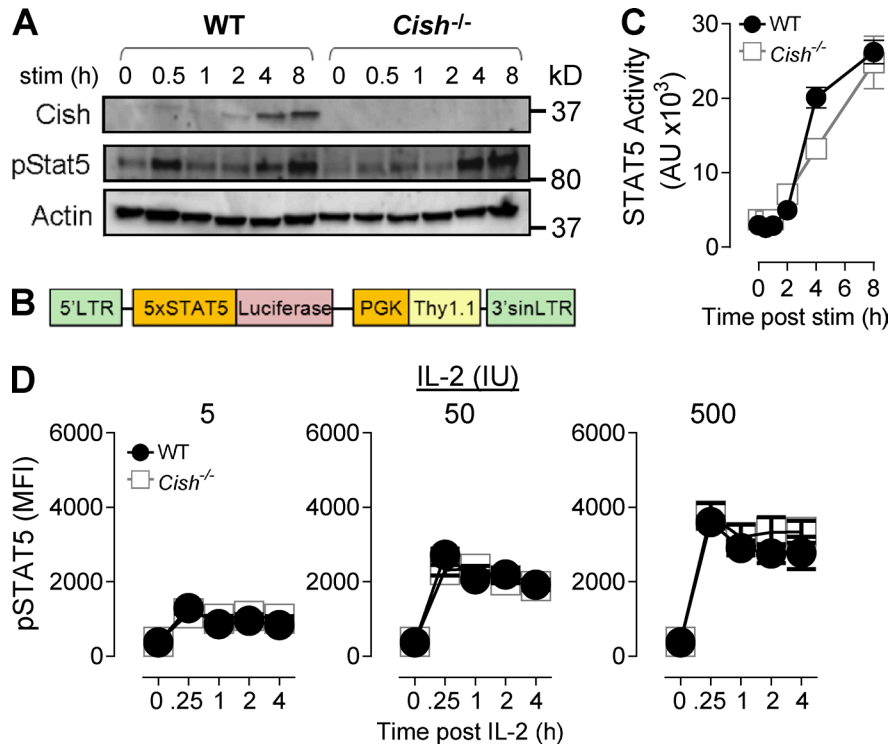 A
WT
Cish-/-
stim (h) 0 0.5 1 2 4 8 0 0.5 1 2 4 8 kD
Cish
37
pStat5
80
Actin
37
B
5'LTR 5xSTAT5 Luciferase PGK Thy1.1 3'sinLTR
C
WT
Cish-/-
STAT5 Activity
(AU x10³)
30
20
10
0
0 2 4 8
Time post stim (h)
D
IL-2 (IU)
5 50 500
WT
Cish-/-
pSTAT5 (MFI)
6000 6000 6000
4000 4000 4000
2000 2000 2000
0 0 0
0 .25 1 2 4 0 .25 1 2 4 0 .25 1 2 4
Time post IL-2 (h)